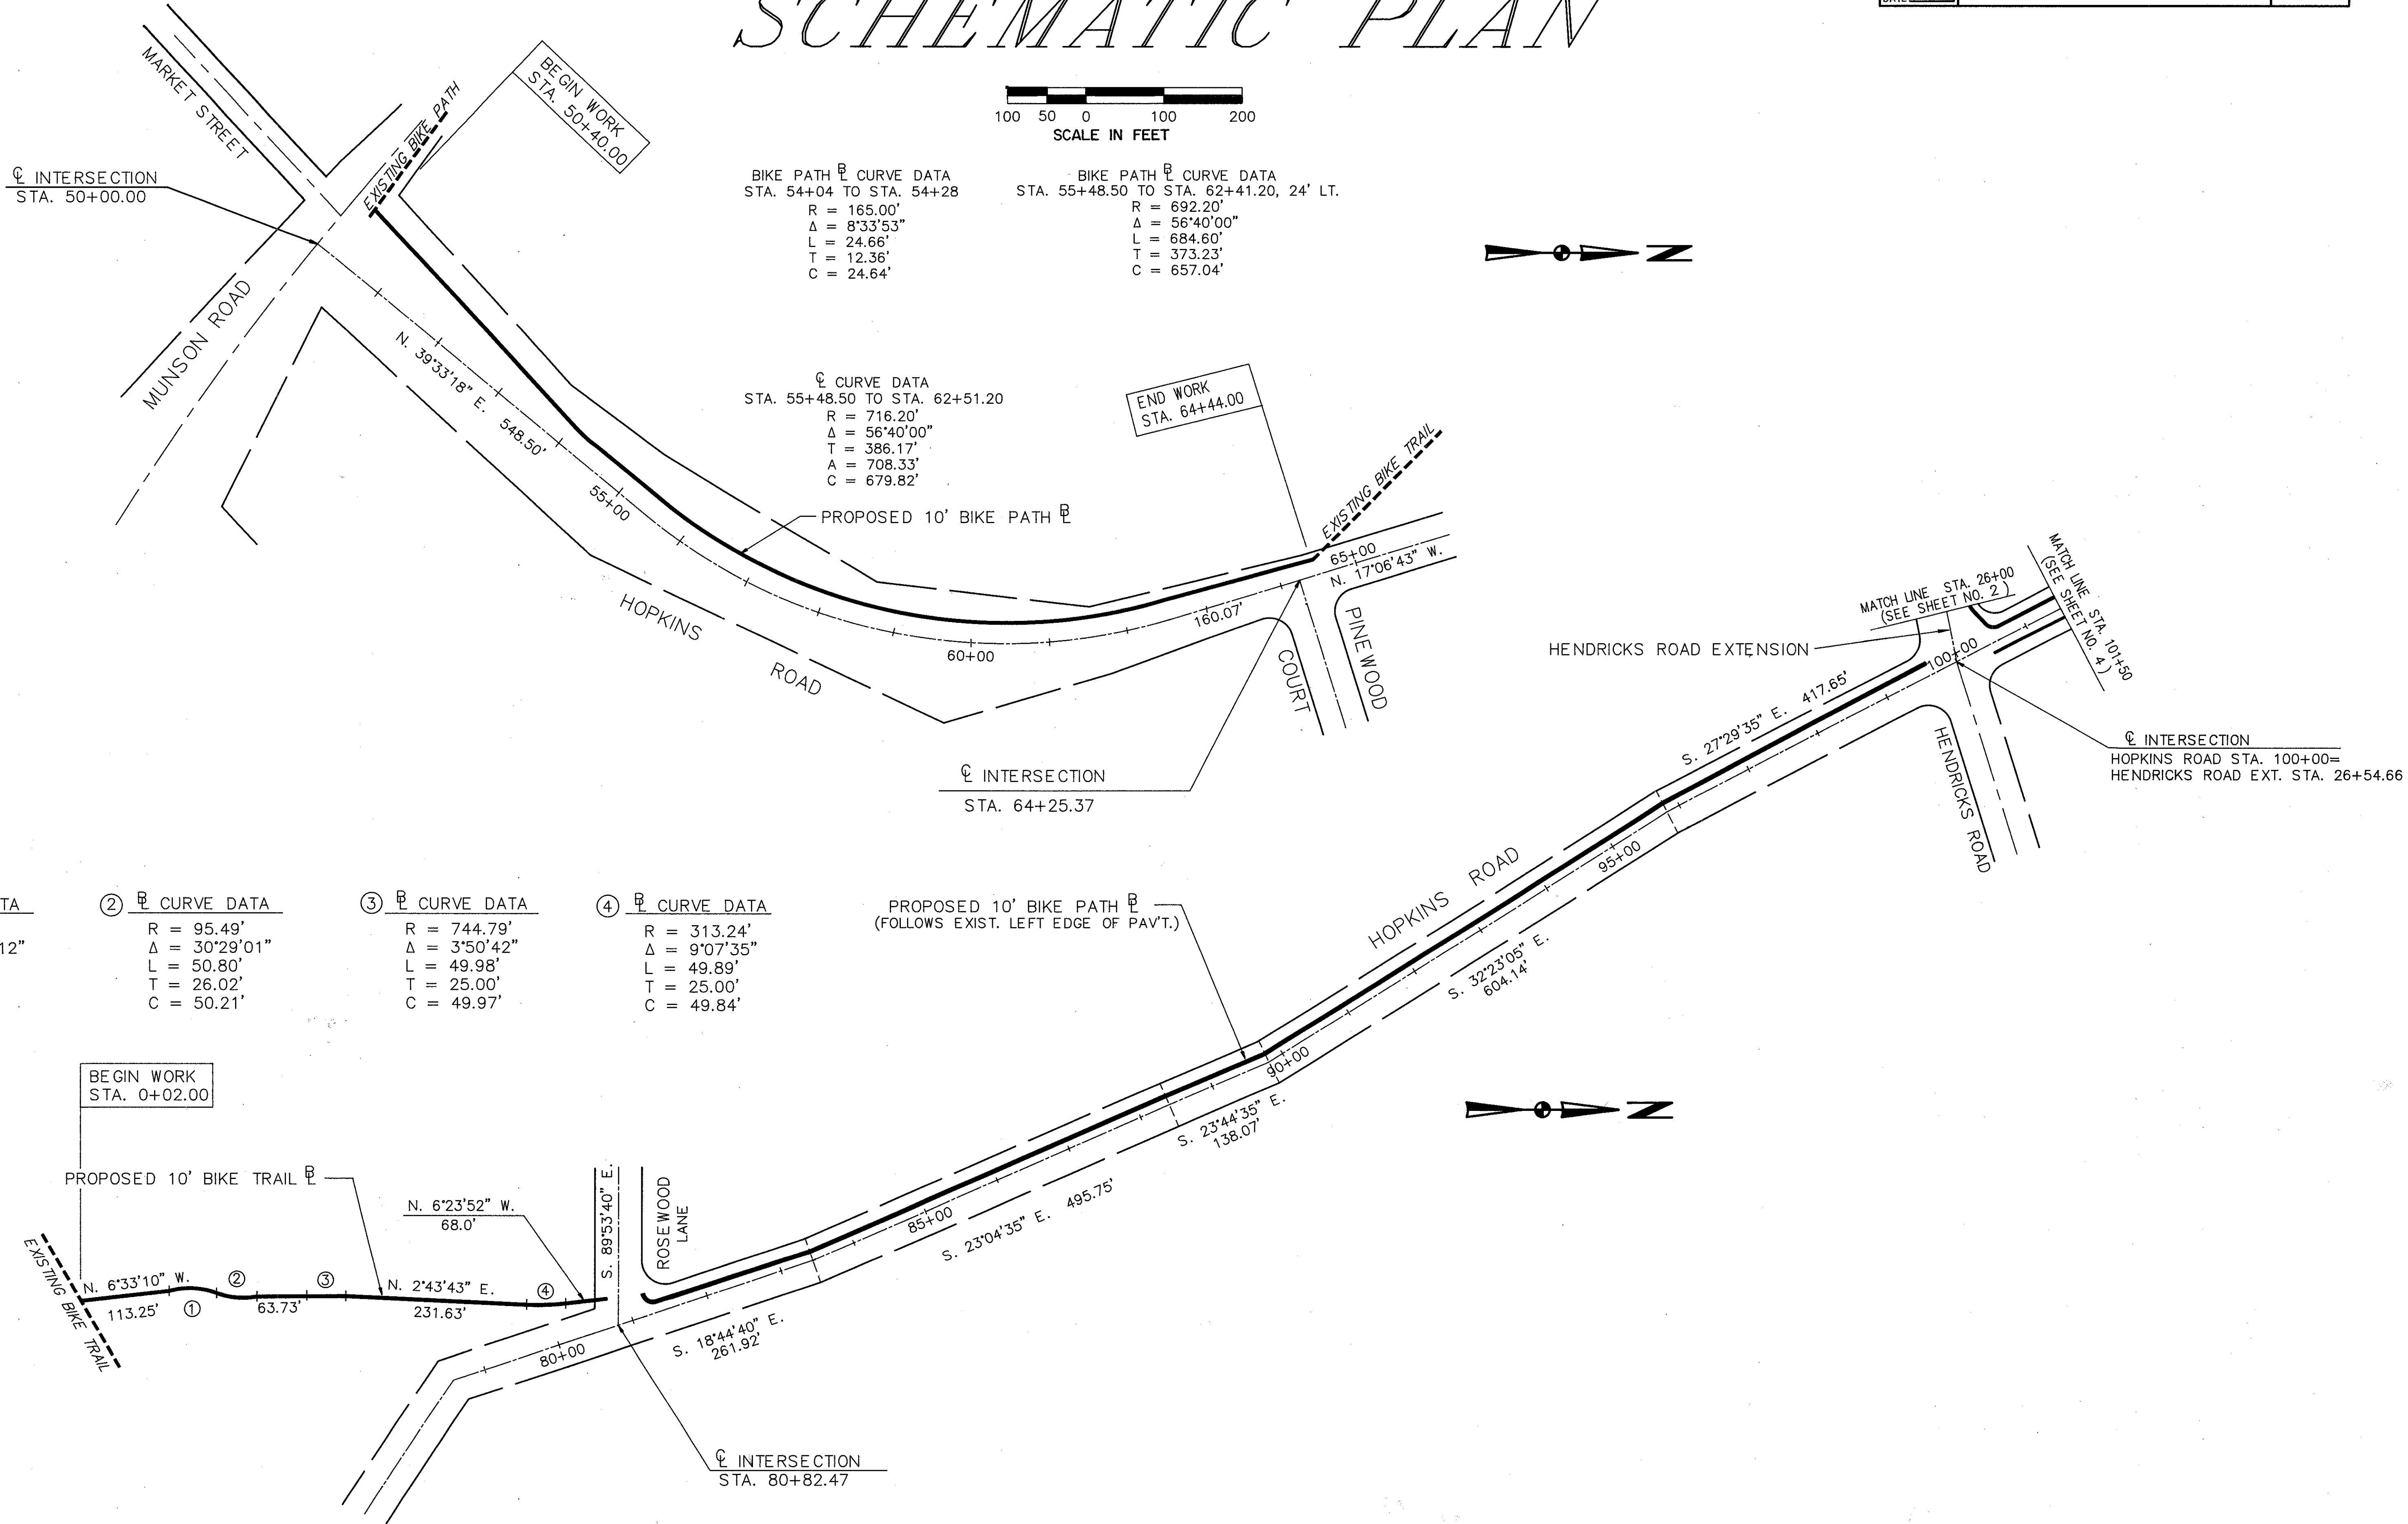 SCHEMATIC PLAN
DATE
100 50 0 100 200
SCALE IN FEET
MARKET STREET
EXISTING BIKE PATH
BEGIN WORK
STA. 50+40.00
℄ INTERSECTION
STA. 50+00.00
MUNSON ROAD
N. 39°33'18" E. 548.50'
BIKE PATH BL CURVE DATA
STA. 54+04 TO STA. 54+28
R = 165.00'
Δ = 8°33'53"
L = 24.66'
T = 12.36'
C = 24.64'
BIKE PATH BL CURVE DATA
STA. 55+48.50 TO STA. 62+41.20, 24' LT.
R = 692.20'
Δ = 56°40'00"
L = 684.60'
T = 373.23'
C = 657.04'
N
℄ CURVE DATA
STA. 55+48.50 TO STA. 62+51.20
R = 716.20'
Δ = 56°40'00"
T = 386.17'
A = 708.33'
C = 679.82'
PROPOSED 10' BIKE PATH BL
END WORK
STA. 64+44.00
EXISTING BIKE TRAIL
55+00
60+00
65+00
N. 17°06'43" W.
160.07'
HOPKINS ROAD
PINEWOOD
COURT
℄ INTERSECTION
STA. 64+25.37
MATCH LINE STA. 26+00
(SEE SHEET NO. 2)
MATCH LINE STA. 101+50
(SEE SHEET NO. 4)
HENDRICKS ROAD EXTENSION
100+00
S. 27°29'35" E. 417.65'
HENDRICKS ROAD
℄ INTERSECTION
HOPKINS ROAD STA. 100+00=
HENDRICKS ROAD EXT. STA. 26+54.66
TA
12"
② BL CURVE DATA
R = 95.49'
Δ = 30°29'01"
L = 50.80'
T = 26.02'
C = 50.21'
③ BL CURVE DATA
R = 744.79'
Δ = 3°50'42"
L = 49.98'
T = 25.00'
C = 49.97'
④ BL CURVE DATA
R = 313.24'
Δ = 9°07'35"
L = 49.89'
T = 25.00'
C = 49.84'
PROPOSED 10' BIKE PATH BL
(FOLLOWS EXIST. LEFT EDGE OF PAV'T.)
HOPKINS ROAD
95+00
S. 32°23'05" E.
604.14'
90+00
S. 23°44'35" E.
138.07'
N
BEGIN WORK
STA. 0+02.00
PROPOSED 10' BIKE TRAIL BL
N. 6°23'52" W.
68.0'
S. 89°53'40" E.
ROSEWOOD
LANE
85+00
S. 23°04'35" E. 495.75'
EXISTING BIKE TRAIL
N. 6°33'10" W.
113.25'
①
②
63.73'
③
N. 2°43'43" E.
231.63'
④
80+00
S. 18°44'40" E.
261.92'
℄ INTERSECTION
STA. 80+82.47